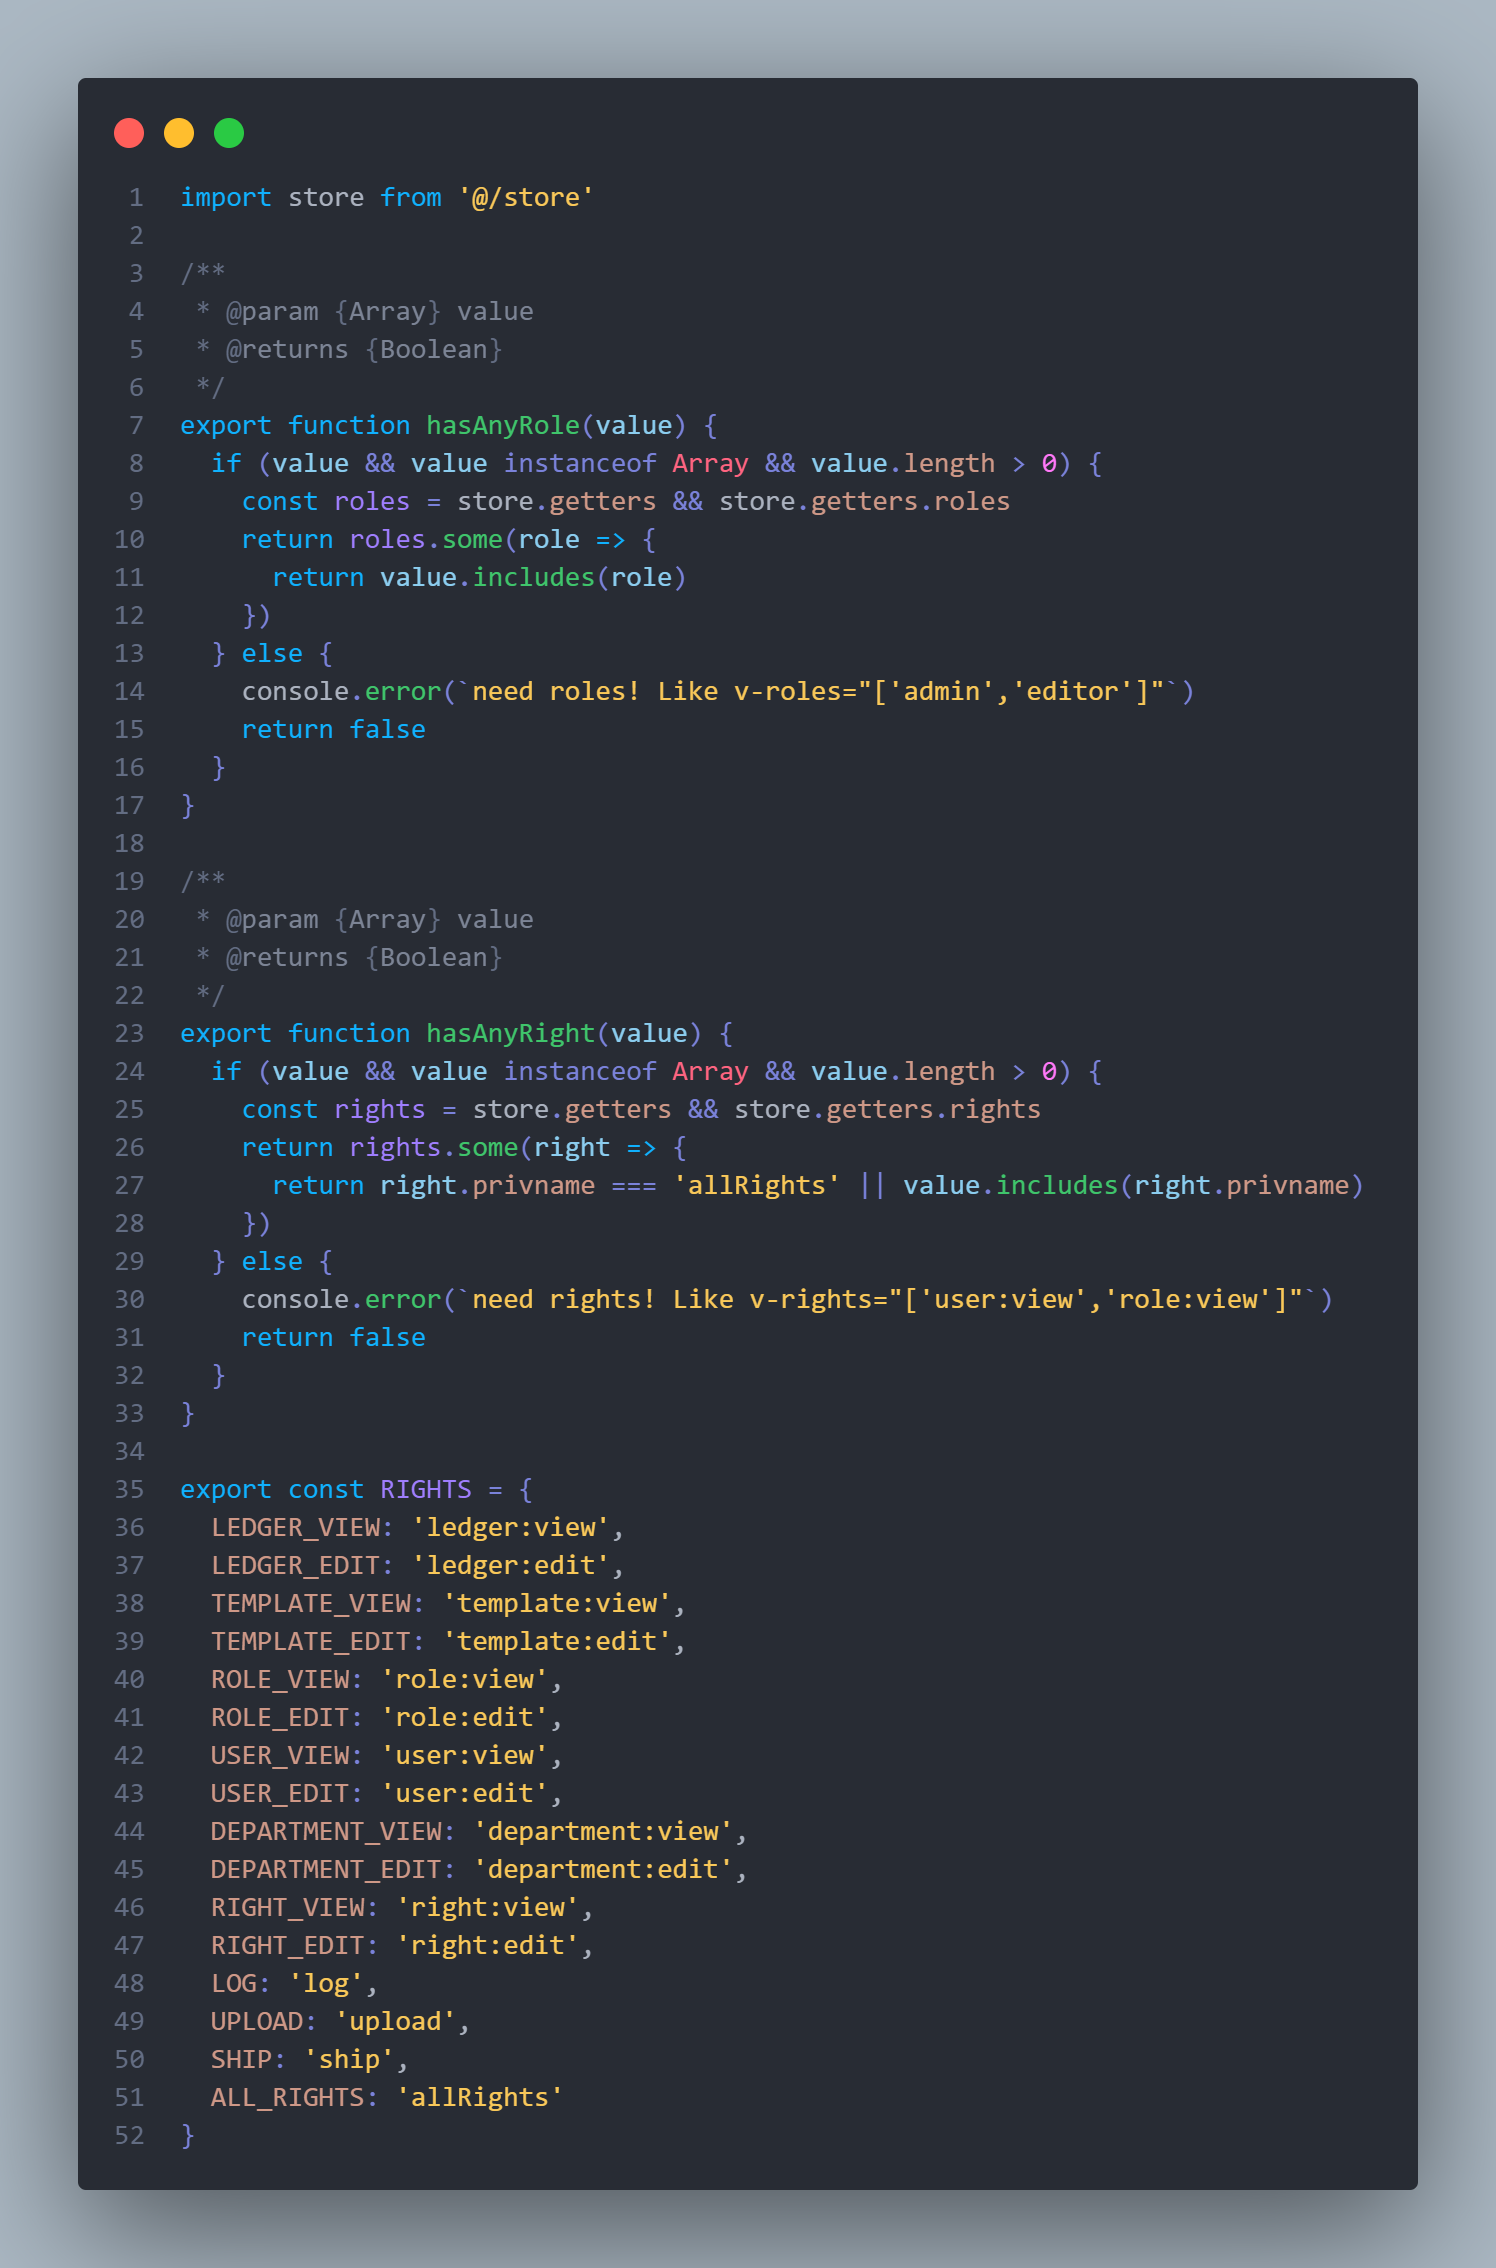 1 import store from '@/store'
2
3 /**
4  * @param {Array} value
5  * @returns {Boolean}
6  */
7 export function hasAnyRole(value) {
8   if (value && value instanceof Array && value.length > 0) {
9     const roles = store.getters && store.getters.roles
10     return roles.some(role => {
11       return value.includes(role)
12     })
13   } else {
14     console.error(`need roles! Like v-roles="['admin','editor']"`)
15     return false
16   }
17 }
18
19 /**
20  * @param {Array} value
21  * @returns {Boolean}
22  */
23 export function hasAnyRight(value) {
24   if (value && value instanceof Array && value.length > 0) {
25     const rights = store.getters && store.getters.rights
26     return rights.some(right => {
27       return right.privname === 'allRights' || value.includes(right.privname)
28     })
29   } else {
30     console.error(`need rights! Like v-rights="['user:view','role:view']"`)
31     return false
32   }
33 }
34
35 export const RIGHTS = {
36   LEDGER_VIEW: 'ledger:view',
37   LEDGER_EDIT: 'ledger:edit',
38   TEMPLATE_VIEW: 'template:view',
39   TEMPLATE_EDIT: 'template:edit',
40   ROLE_VIEW: 'role:view',
41   ROLE_EDIT: 'role:edit',
42   USER_VIEW: 'user:view',
43   USER_EDIT: 'user:edit',
44   DEPARTMENT_VIEW: 'department:view',
45   DEPARTMENT_EDIT: 'department:edit',
46   RIGHT_VIEW: 'right:view',
47   RIGHT_EDIT: 'right:edit',
48   LOG: 'log',
49   UPLOAD: 'upload',
50   SHIP: 'ship',
51   ALL_RIGHTS: 'allRights'
52 }